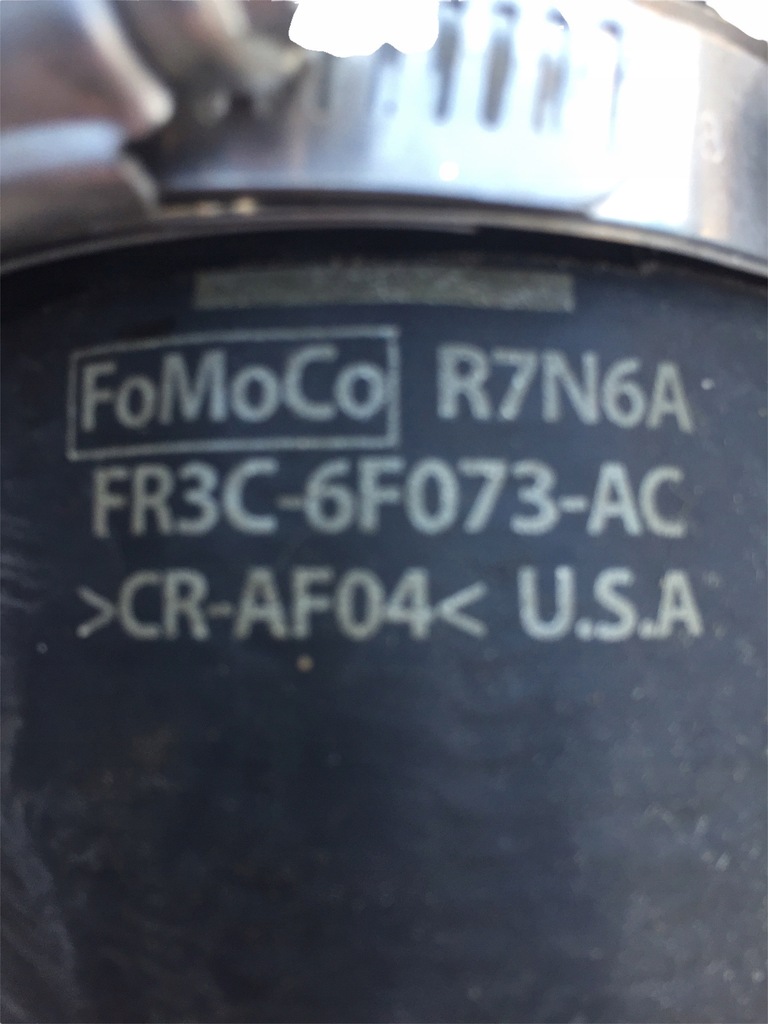 FoMoCo R7N6A
FR3C-6F073-AC
>CR-AF04< U.S.A